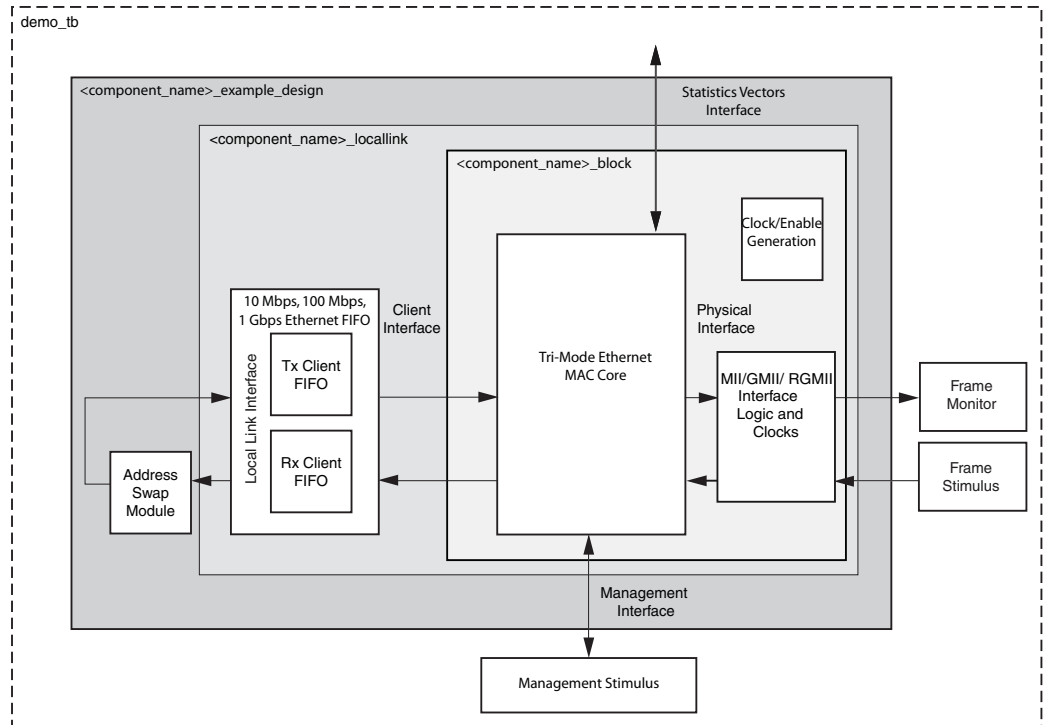 demo_tb
<component_name>_example_design
Statistics Vectors
Interface
<component_name>_locallink
<component_name>_block
Clock/Enable
Generation
10 Mbps, 100 Mbps,
1 Gbps Ethernet FIFO
Local Link Interface
Tx Client
FIFO
Rx Client
FIFO
Client
Interface
Tri-Mode Ethernet
MAC Core
Physical
Interface
MII/GMII/ RGMII
Interface
Logic and
Clocks
Frame
Monitor
Frame
Stimulus
Address
Swap
Module
Management
Interface
Management Stimulus